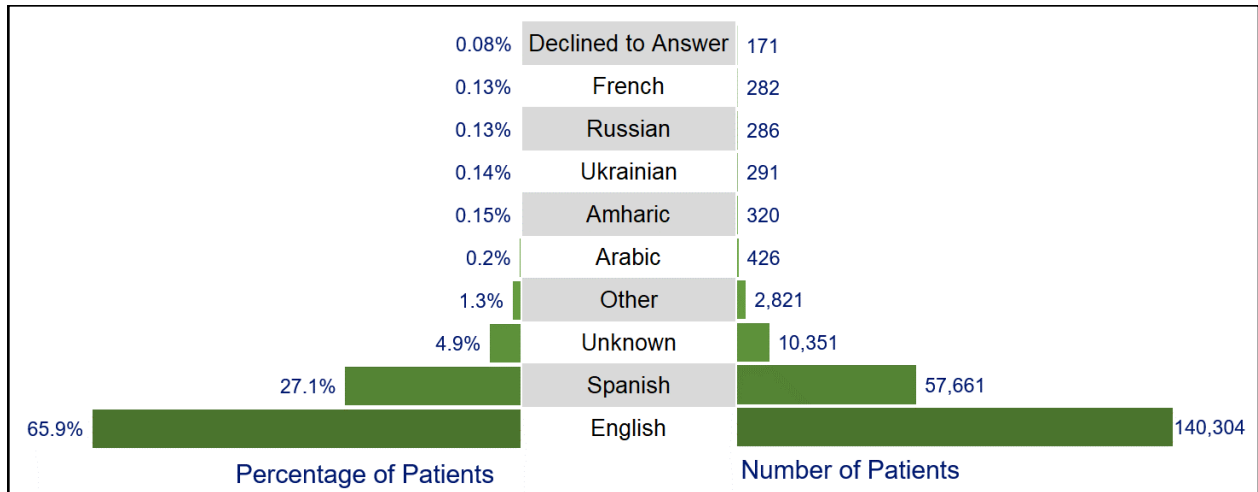 0.08% Declined to Answer 171
0.13% French 282
0.13% Russian 286
0.14% Ukrainian 291
0.15% Amharic 320
0.2% Arabic 426
1.3% Other 2,821
4.9% Unknown 10,351
27.1% Spanish 57,661
65.9% English 140,304
Percentage of Patients Number of Patients